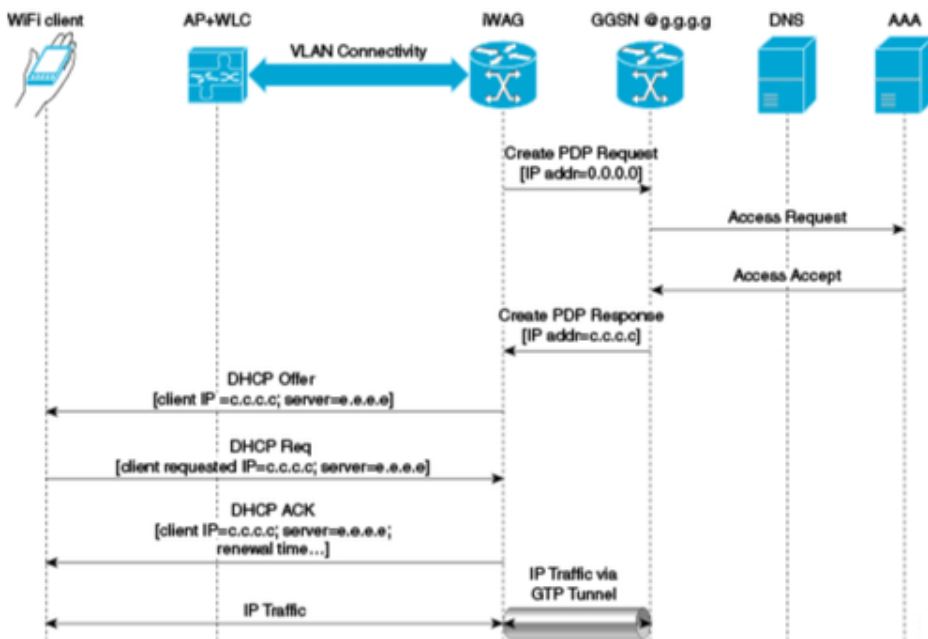 WiFi client
AP+WLC
iWAG
GGSN @g.g.g.g
DNS
AAA
VLAN Connectivity
Create PDP Request
[IP addr=0.0.0.0]
Access Request
Access Accept
Create PDP Response
[IP addr=c.c.c.c]
DHCP Offer
[client IP =c.c.c.c; server=e.e.e.e]
DHCP Req
[client requested IP=c.c.c.c; server=e.e.e.e]
DHCP ACK
[client IP=c.c.c.c; server=e.e.e.e;
renewal time...]
IP Traffic via
GTP Tunnel
IP Traffic